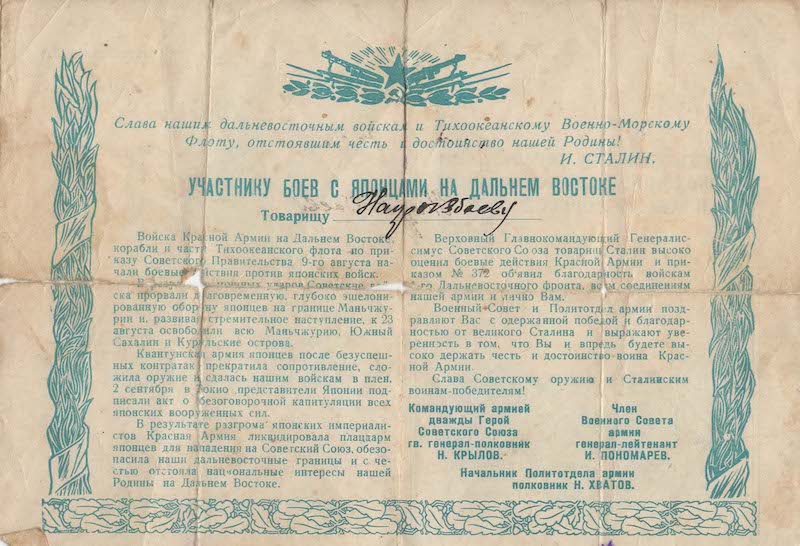 Слава нашим дальневосточным войскам и Тихоокеанскому Военно-Морскому
Флоту, отстоявшим честь и достоинство нашей Родины!
И. СТАЛИН.
УЧАСТНИКУ БОЕВ С ЯПОНЦАМИ НА ДАЛЬНЕМ ВОСТОКЕ
Товарищу
Войска Красной Армии на Дальнем Востоке,
корабли и части Тихоокеанского флота по при-
казу Советского Правительства 9-го августа на-
чали боевые действия против японских войск.
В ударов Советские
ска прорвали долговременную, глубоко эшелони-
рованную оборону японцев на границе Маньчжу-
рии и, развивая стремительное наступление, к 23
августа освободили всю Маньчжурию, Южный
Сахалин и Курильские острова.
Квантунская армия японцев после безуспеш-
ных контратак прекратила сопротивление, сло-
жила оружие и сдалась нашим войскам в плен.
2 сентября в Токио представители Японии под-
писали акт о безоговорочной капитуляции всех
японских вооруженных сил.
В результате разгрома японских империалис-
тов Красная Армия ликвидировала плацдарм
японцев для нападения на Советский Союз, обезо-
пасила наши дальневосточные границы и с че-
стью отстояла национальные интересы нашей
Родины на Дальнем Востоке.
Верховный Главнокомандующий Генералис-
симус Советского Союза товарищ Сталин высоко
оценил боевые действия Красной Армии и при-
казом № 372 об'явил благодарность войскам
Дальневосточного фронта, всем соединениям
нашей армии и лично Вам.
Военный Совет и Политотдел армии позд-
равляют Вас с одержанной победой и благодар-
ностью от великого Сталина и выражают уве-
ренность в том, что Вы и впредь будете вы-
соко держать честь и достоинство воина Крас-
ной Армии.
Слава Советскому оружию и Сталинским
воинам-победителям!
Командующий армией
дважды Герой
Советского Союза
гв. генерал-полковник
Н. КРЫЛОВ.
Член
Военного Совета
армии
генерал-лейтенант
И. ПОНОМАРЕВ.
Начальник Политотдела армии
полковник Н. ХВАТОВ.